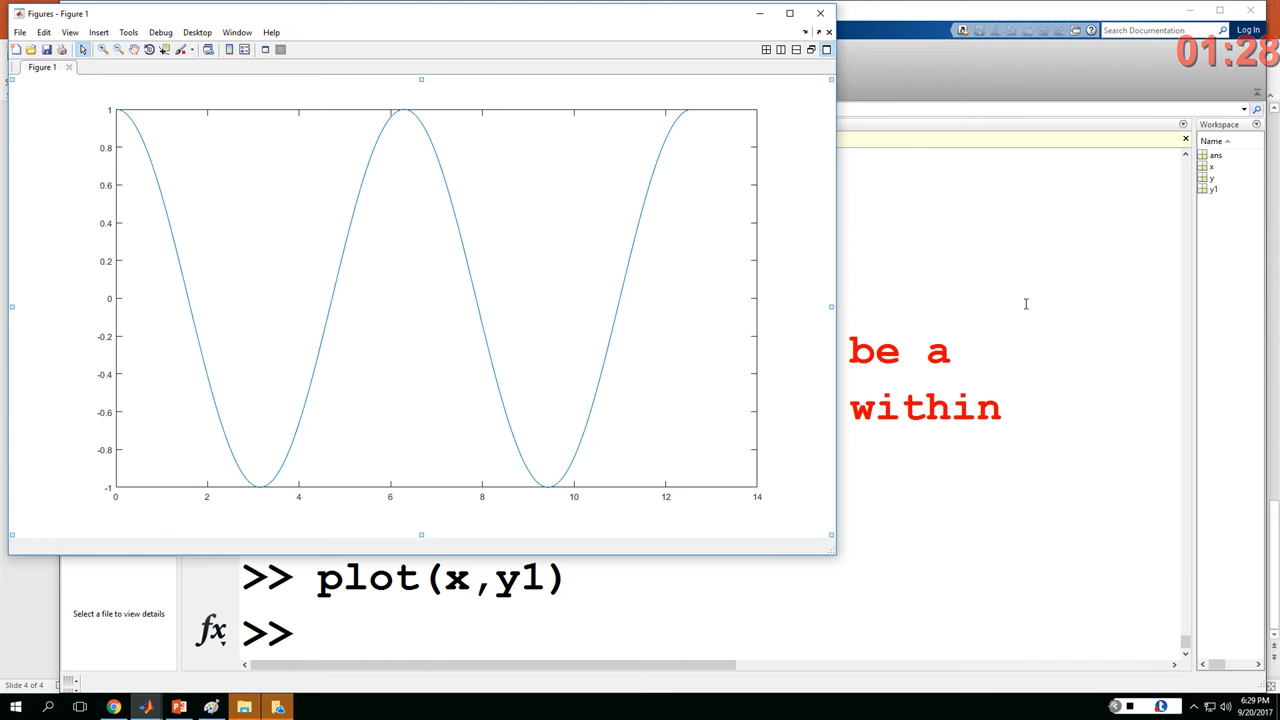 Figures - Figure 1
File Edit View Insert Tools Debug Desktop Window Help
Search Documentation
Log In
01:28
Figure 1
Workspace
Name
ans
x
y
y1
1
0.8
0.6
0.4
0.2
0
-0.2
-0.4
-0.6
-0.8
-1
0 2 4 6 8 10 12 14
be a
within
>> plot(x,y1)
fx >>
Select a file to view details
Slide 4 of 4
6:29 PM
9/20/2017